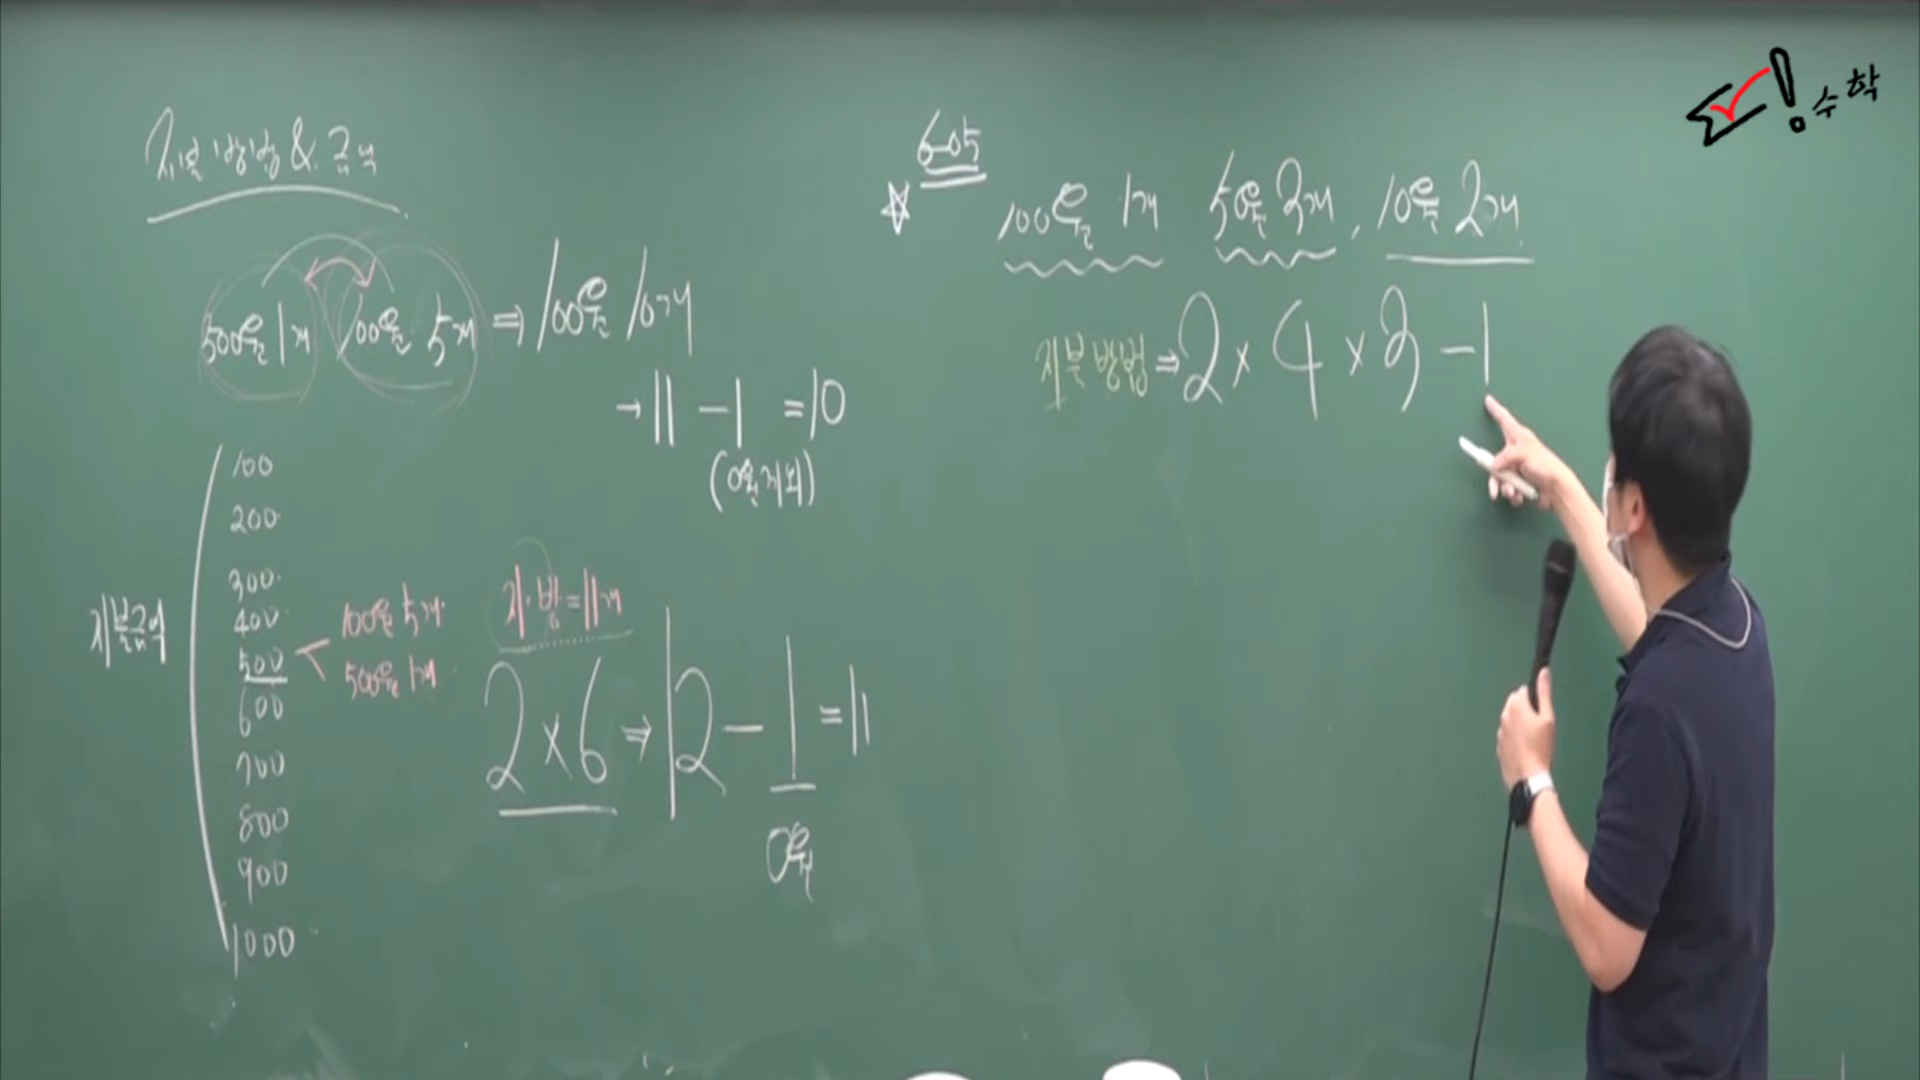 지불방법 & 금액
500원 1개 100원 5개 ⇒ 100원 10개
→ 11 - 1 = 10
(0원 제외)
지불금액
100
200
300
400
500
600
700
800
900
1000
100원 5개
500원 1개
지·방 = 11개
2 × 6 ⇒ 12 - 1 = 11
0원
☆ 605
100원 1개 50원 3개, 10원 2개
지불방법 ⇒ 2 × 4 × 3 - 1
수학